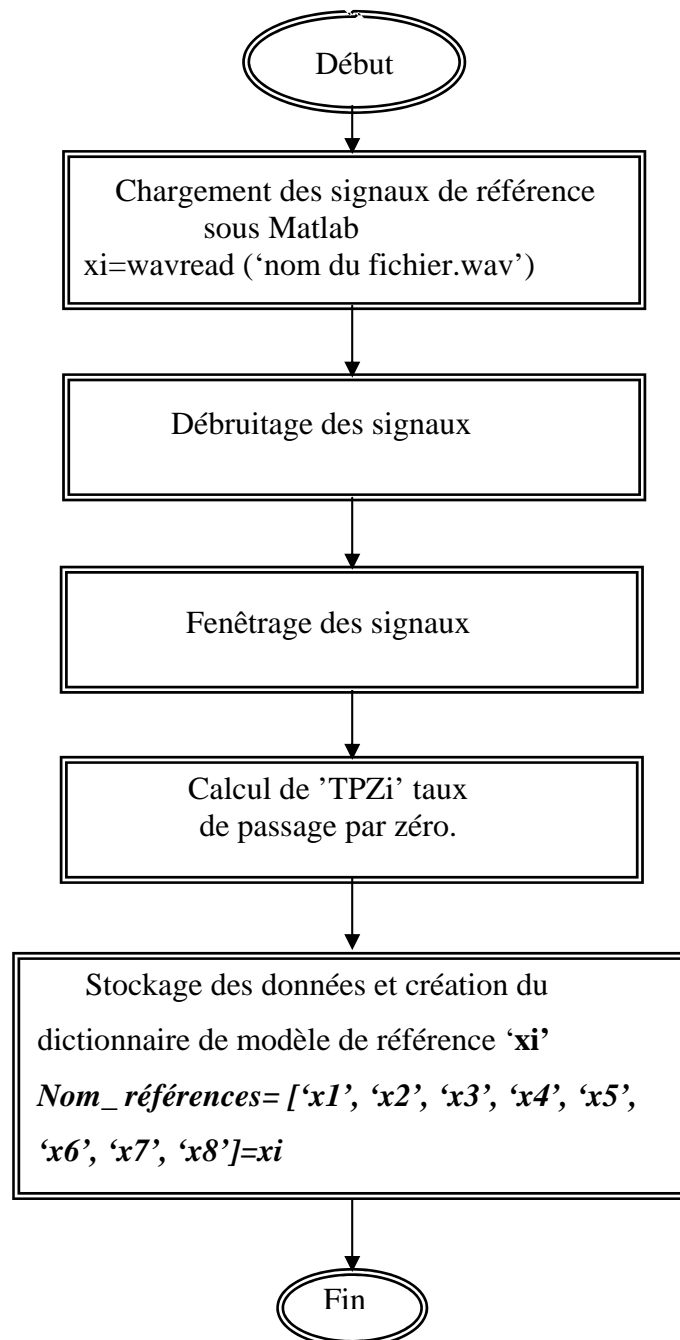 Début
Chargement des signaux de référence
sous Matlab
xi=wavread (‘nom du fichier.wav’)
Débruitage des signaux
Fenêtrage des signaux
Calcul de ’TPZi’ taux
de passage par zéro.
Stockage des données et création du
dictionnaire de modèle de référence ‘xi’
Nom_ références= [‘x1’, ‘x2’, ‘x3’, ‘x4’, ‘x5’,
‘x6’, ‘x7’, ‘x8’]=xi
Fin